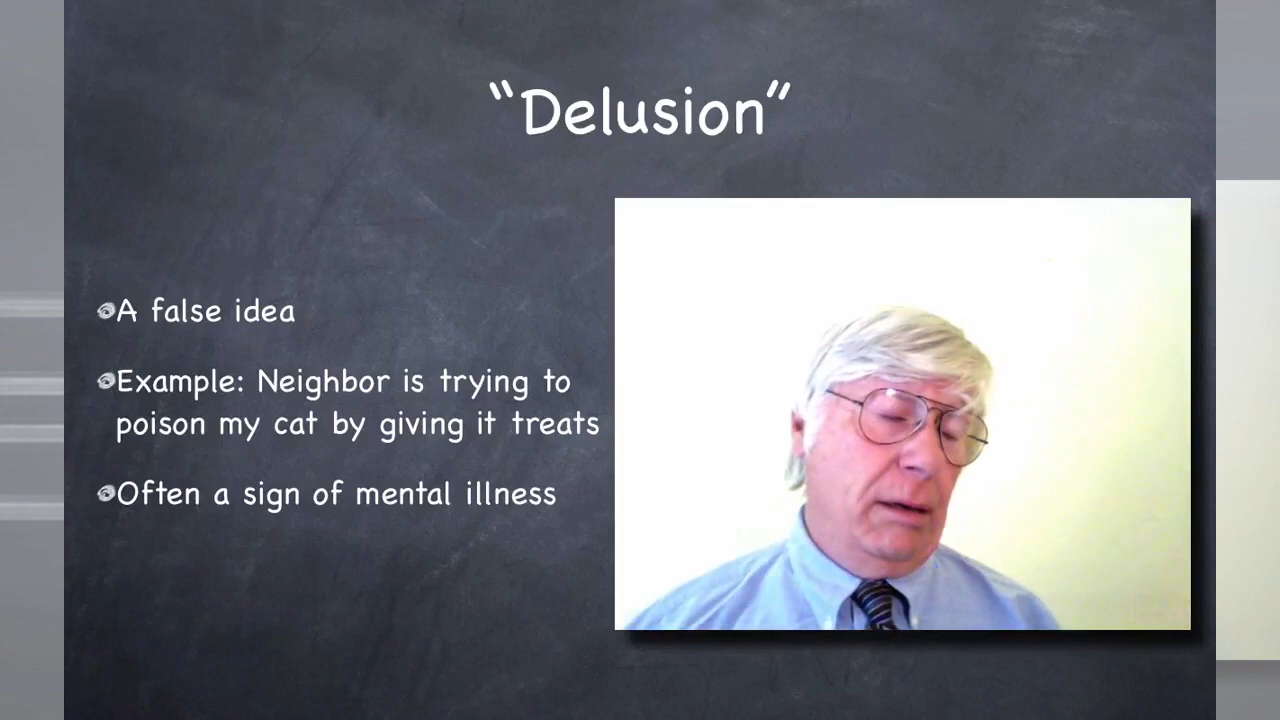 “Delusion”
A false idea
Example: Neighbor is trying to
poison my cat by giving it treats
Often a sign of mental illness